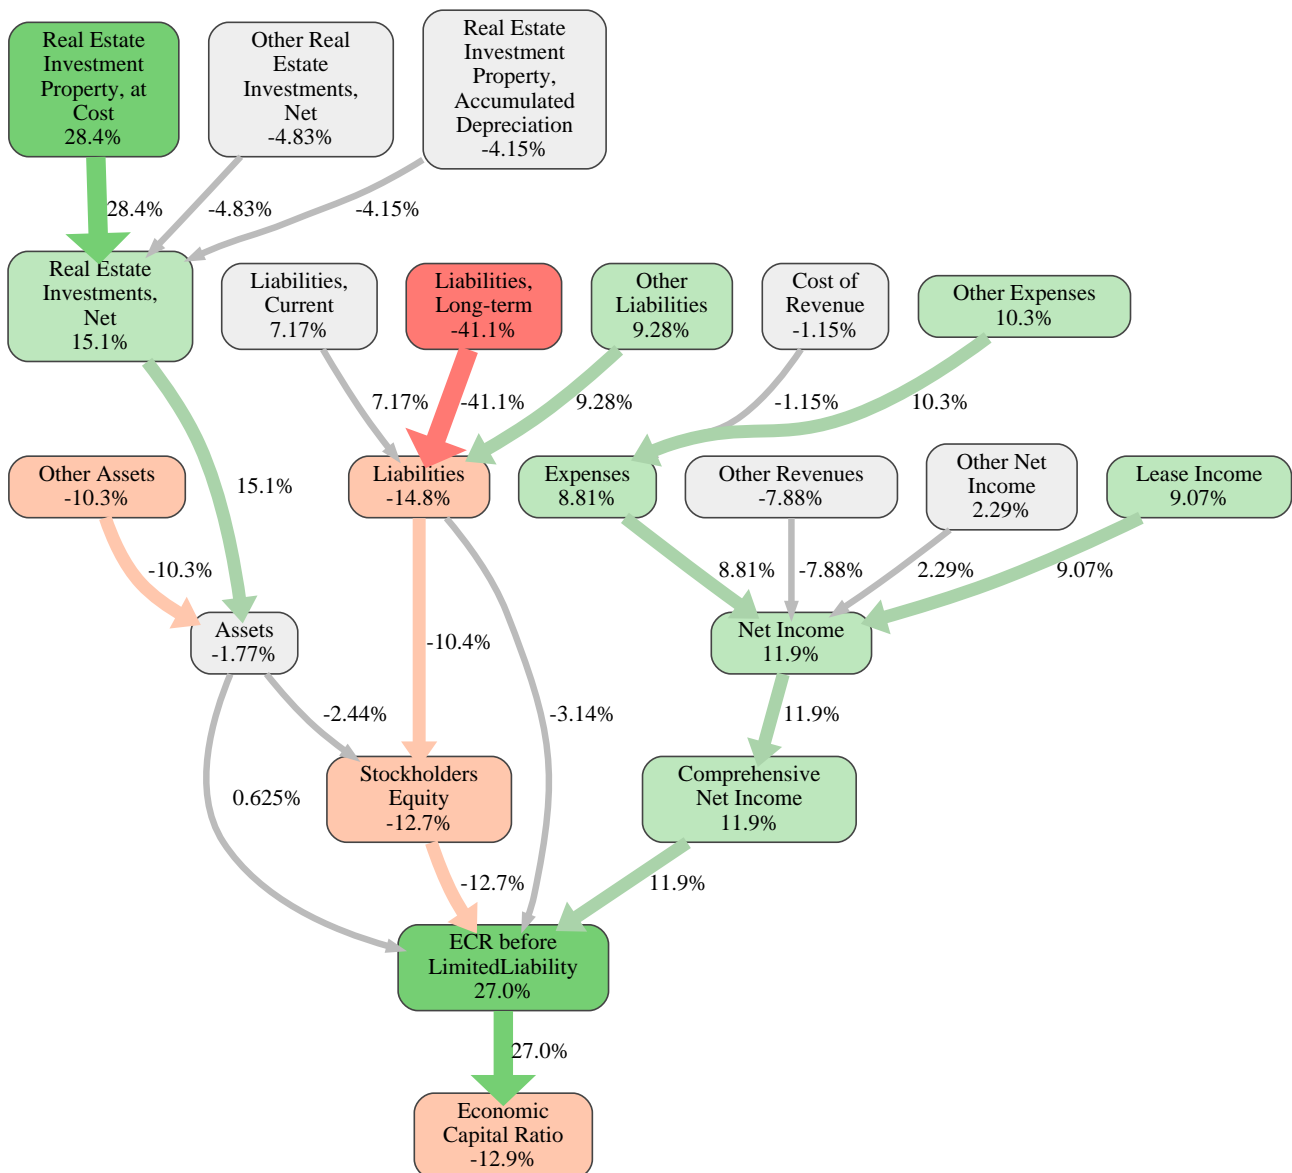 Real Estate
Investment
Property, at
Cost
28.4%
Other Real
Estate
Investments,
Net
-4.83%
Real Estate
Investment
Property,
Accumulated
Depreciation
-4.15%
28.4%
-4.83%
-4.15%
Real Estate
Investments,
Net
15.1%
Liabilities,
Current
7.17%
Liabilities,
Long-term
-41.1%
Other
Liabilities
9.28%
Cost of
Revenue
-1.15%
Other Expenses
10.3%
7.17%
-41.1%
9.28%
-1.15%
10.3%
Other Assets
-10.3%
15.1%
Liabilities
-14.8%
Expenses
8.81%
Other Revenues
-7.88%
Other Net
Income
2.29%
Lease Income
9.07%
-10.3%
8.81%
-7.88%
2.29%
9.07%
Assets
-1.77%
-10.4%
Net Income
11.9%
-2.44%
-3.14%
11.9%
0.625%
Stockholders
Equity
-12.7%
Comprehensive
Net Income
11.9%
-12.7%
11.9%
ECR before
LimitedLiability
27.0%
27.0%
Economic
Capital Ratio
-12.9%